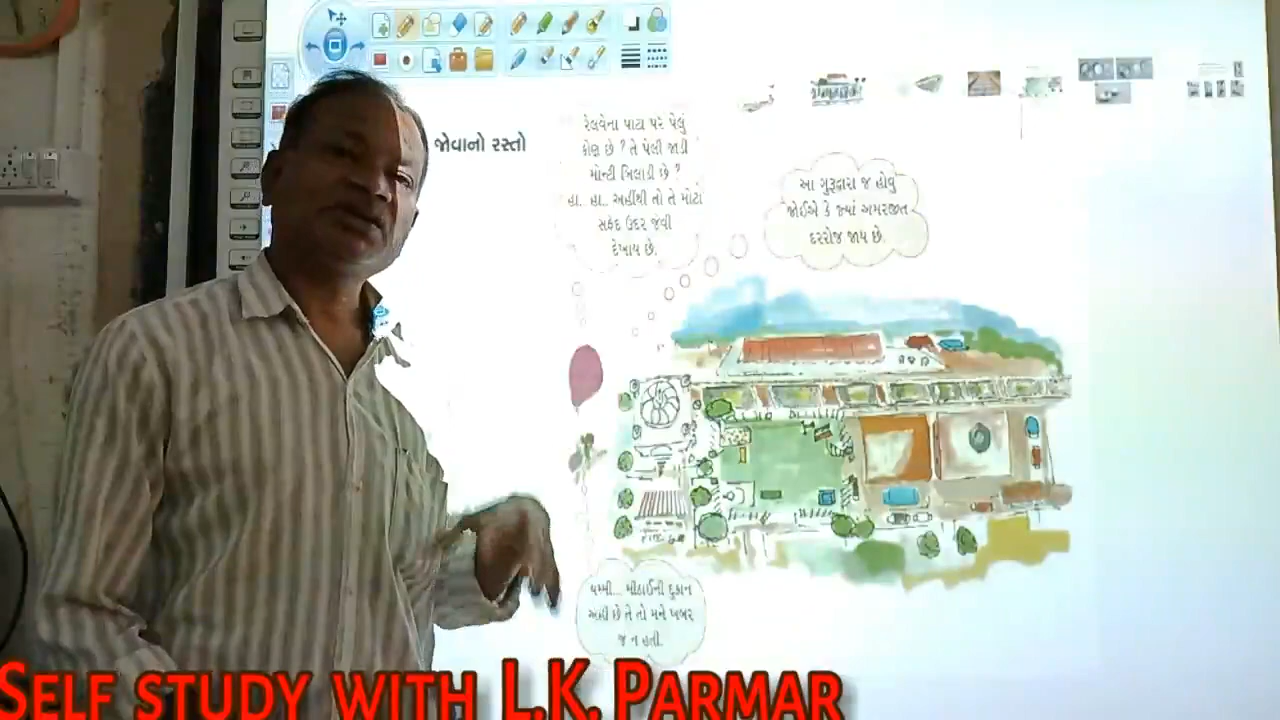 જોવાનો રસ્તો
રેલવેના પાટા પર પેલું
કોણ છે ? તે પેલી જાડી
મોન્ટી બિલાડી છે ?
હા.. હા.. અહીંથી તો તે મોટો
સફેદ ઉંદર જેવી
દેખાય છે.
આ ગુરૂદ્વારા જ હોવું
જોઈએ કે જ્યાં અમરજીત
દરરોજ જાય છે.
યમ્મી... મીઠાઈની દુકાન
અહીં છે તે તો મને ખબર
જ ન હતી.
SELF STUDY WITH L.K. PARMAR